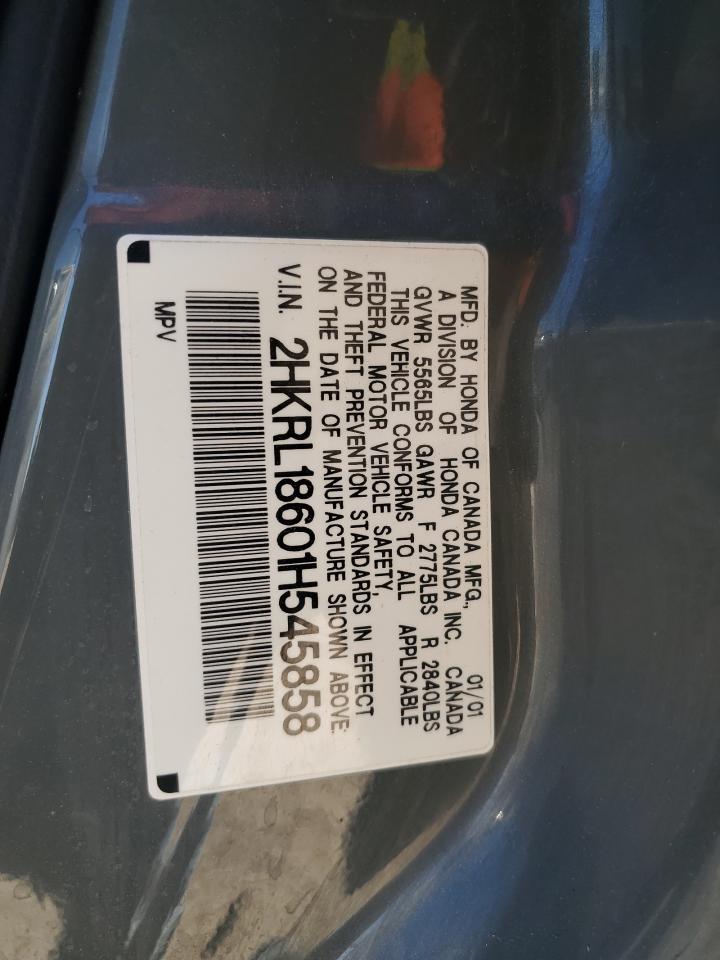 MFD. BY HONDA OF CANADA MFG., 01/01
A DIVISION OF HONDA CANADA INC. CANADA
GVWR 5565LBS GAWR F 2775LBS R 2840LBS
THIS VEHICLE CONFORMS TO ALL APPLICABLE
FEDERAL MOTOR VEHICLE SAFETY,
AND THEFT PREVENTION STANDARDS IN EFFECT
ON THE DATE OF MANUFACTURE SHOWN ABOVE.
V.I.N. 2HKRL18601H545858
MPV